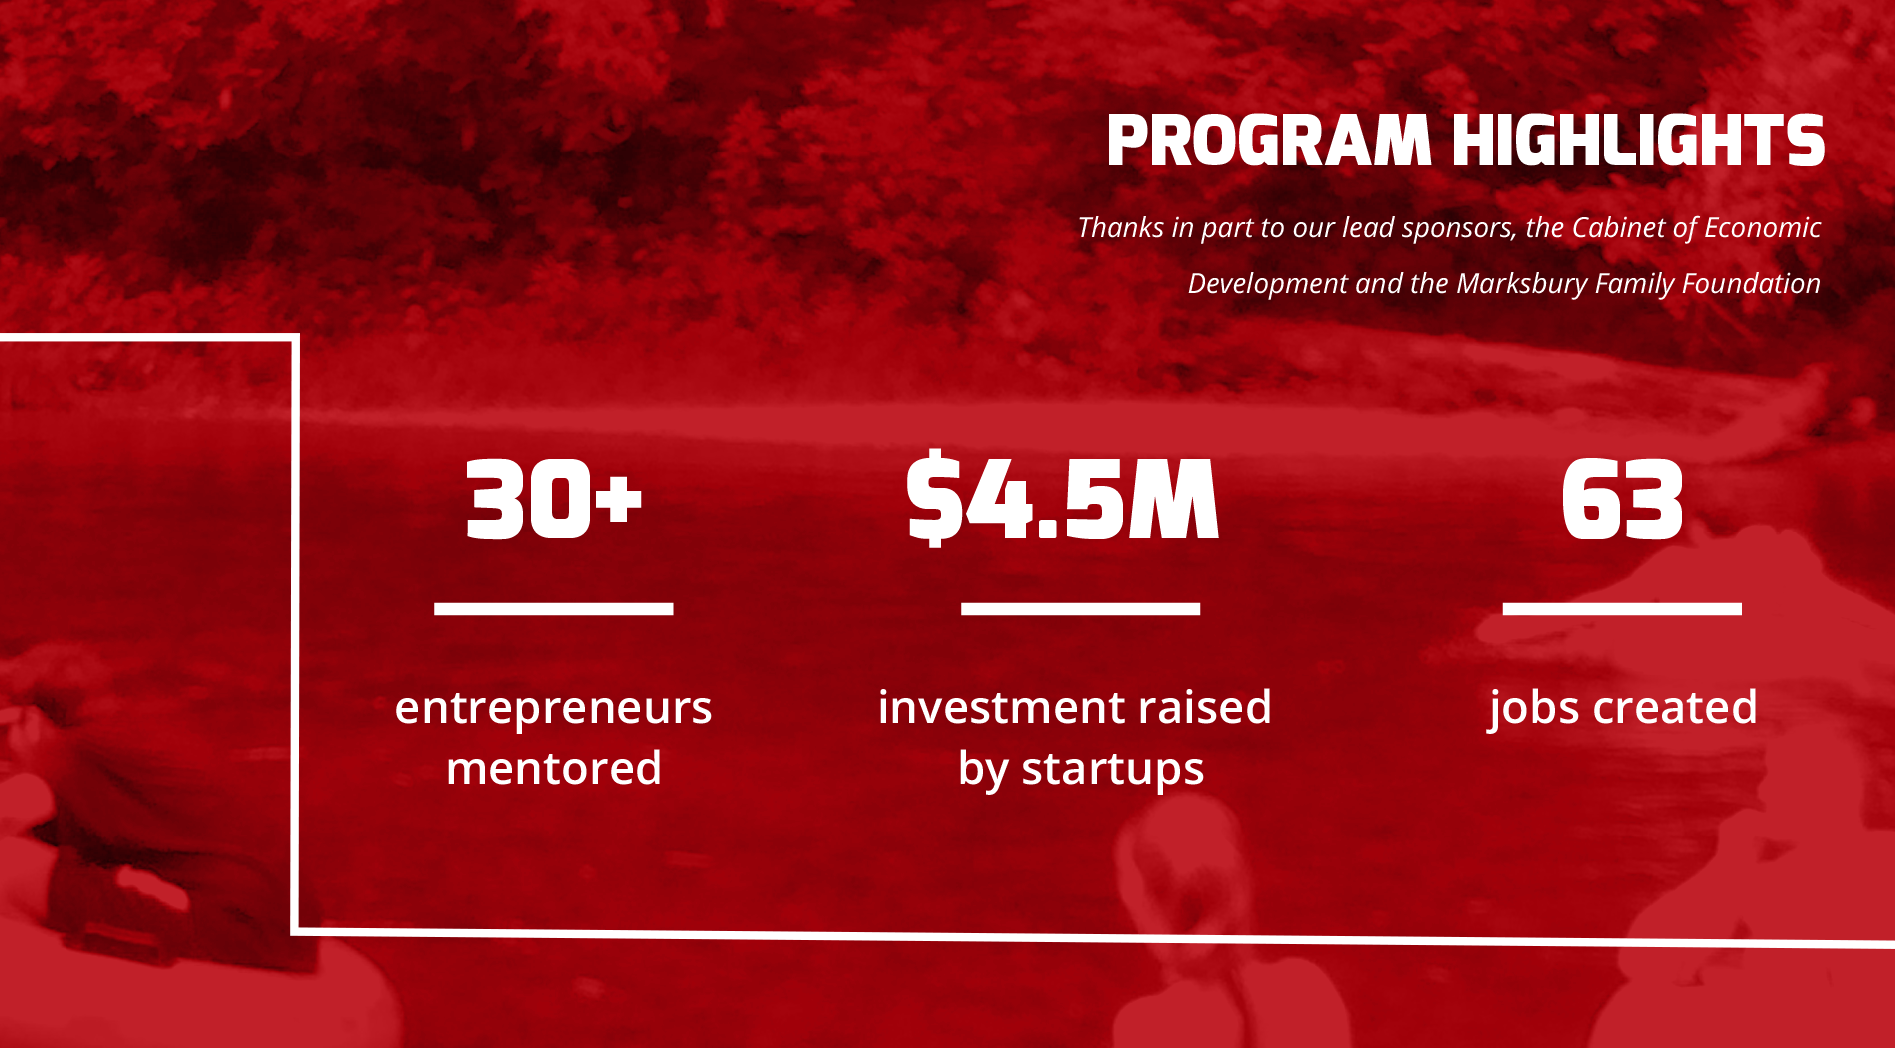 PROGRAM HIGHLIGHTS
Thanks in part to our lead sponsors, the Cabinet of Economic
Development and the Marksbury Family Foundation
30+
entrepreneurs
mentored
$4.5M
investment raised
by startups
63
jobs created